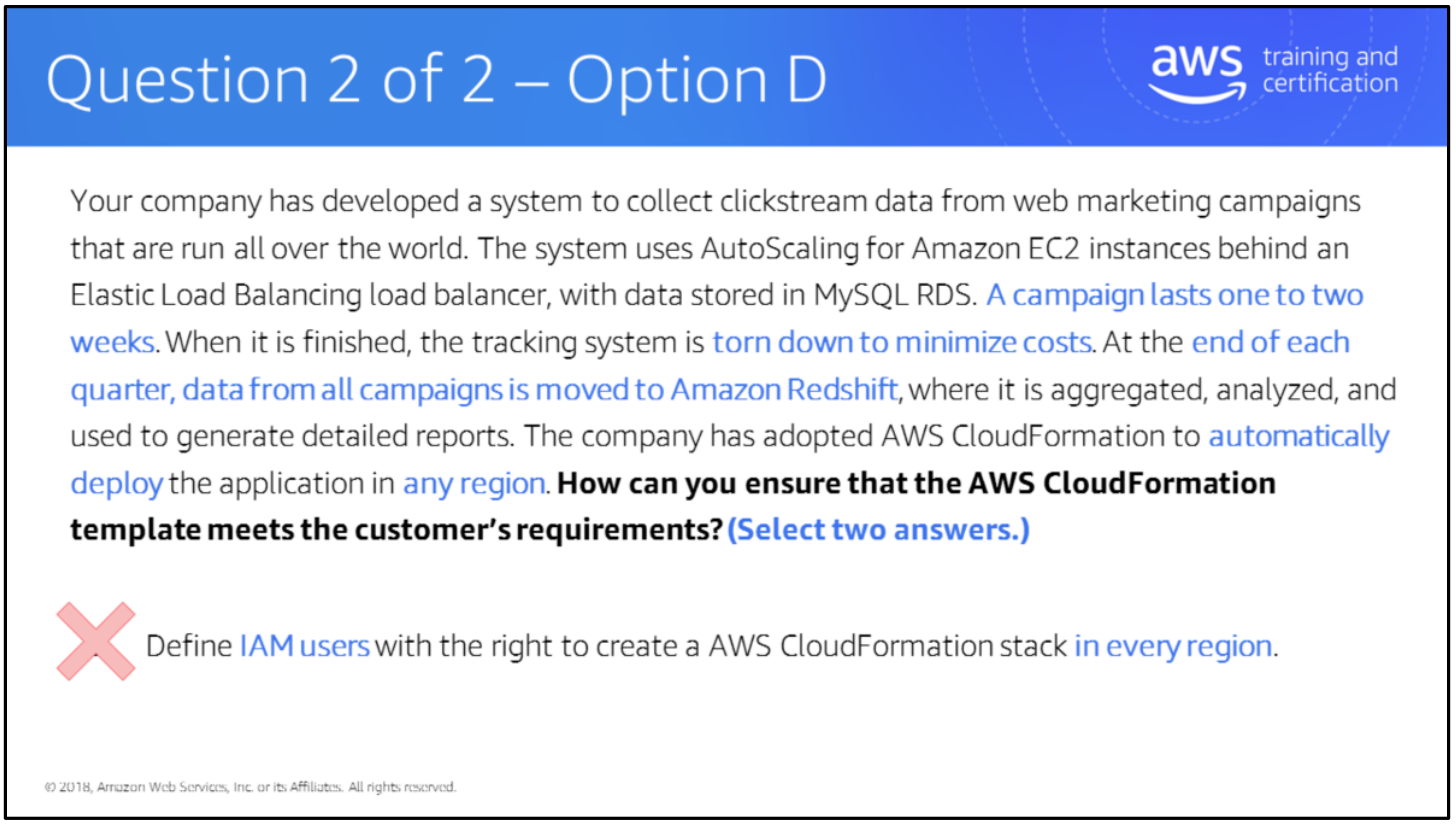 Question 2 of 2 – Option D
aws training and
certification
Your company has developed a system to collect clickstream data from web marketing campaigns
that are run all over the world. The system uses AutoScaling for Amazon EC2 instances behind an
Elastic Load Balancing load balancer, with data stored in MySQL RDS. A campaign lasts one to two
weeks. When it is finished, the tracking system is torn down to minimize costs. At the end of each
quarter, data from all campaigns is moved to Amazon Redshift, where it is aggregated, analyzed, and
used to generate detailed reports. The company has adopted AWS CloudFormation to automatically
deploy the application in any region. How can you ensure that the AWS CloudFormation
template meets the customer's requirements? (Select two answers.)
Define IAM users with the right to create a AWS CloudFormation stack in every region.
© 2018, Amazon Web Services, Inc. or its Affiliates. All rights reserved.